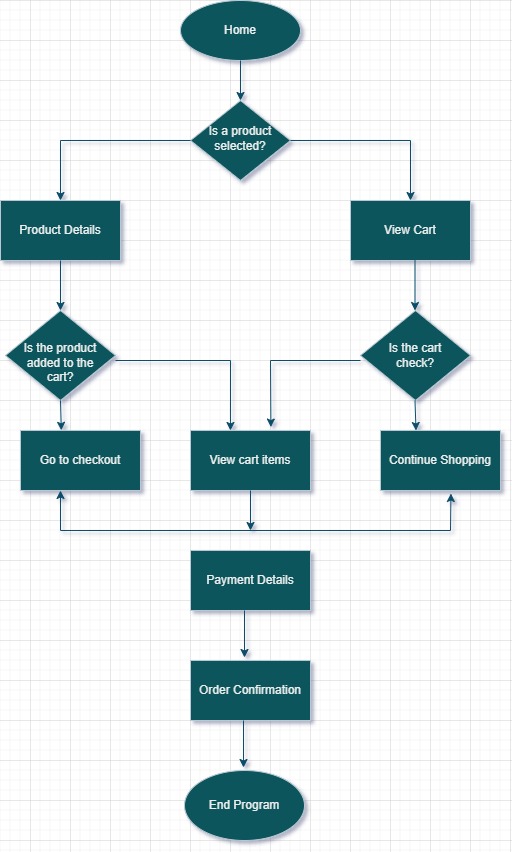 Home
Is a product
selected?
Product Details
View Cart
Is the product
added to the
cart?
Is the cart
check?
Go to checkout
View cart items
Continue Shopping
Payment Details
Order Confirmation
End Program